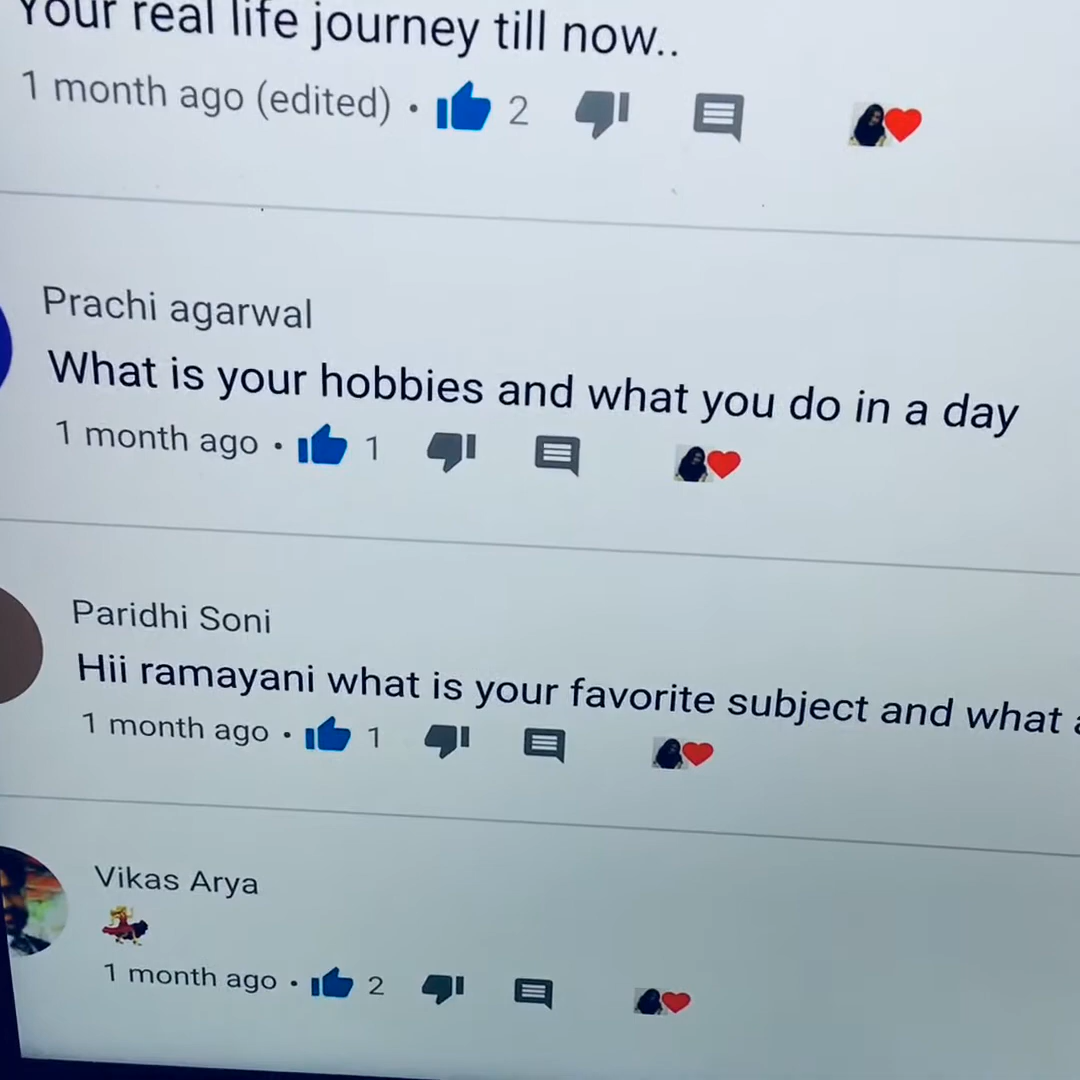 Your real life journey till now..
1 month ago (edited) • 2
Prachi agarwal
What is your hobbies and what you do in a day
1 month ago • 1
Paridhi Soni
Hii ramayani what is your favorite subject and what
1 month ago • 1
Vikas Arya
💃
1 month ago • 2